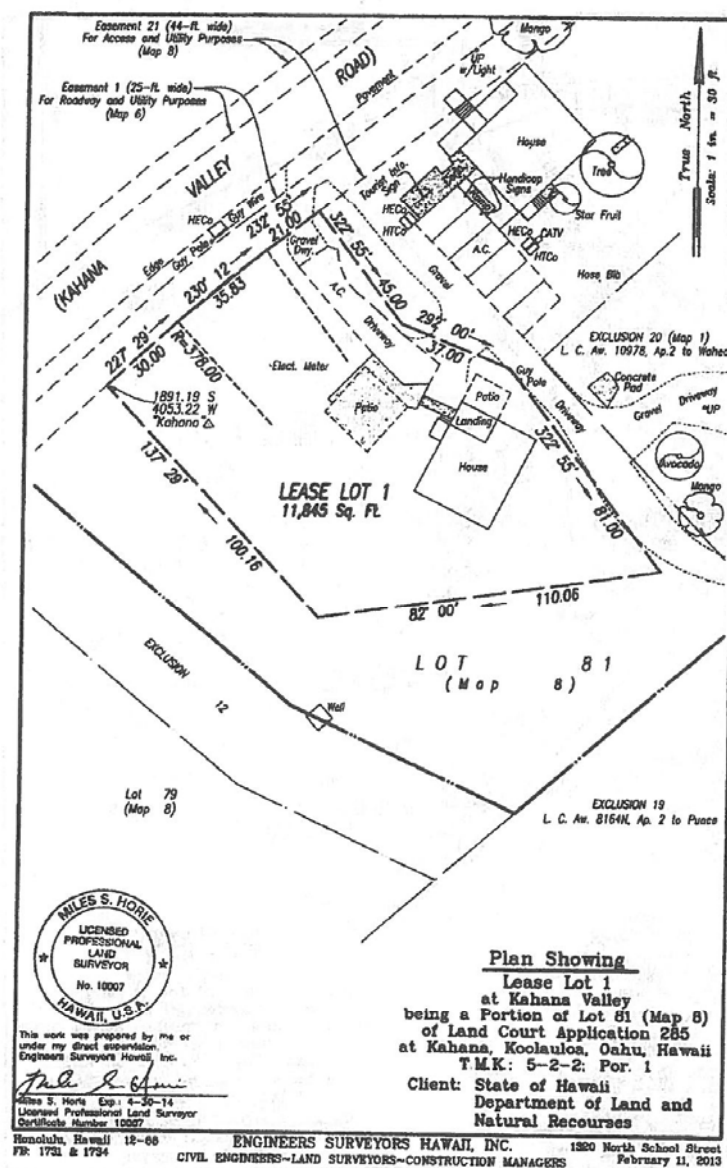 Easement 21 (44-ft. wide)
For Access and Utility Purposes
(Map 8)
Easement 1 (25-ft. wide)
For Roadway and Utility Purposes
(Map 6)
(KAHANA
VALLEY
ROAD)
Pavement
Mango
UP
w/Light
House
Tree
Handicap
Signs
Star Fruit
Tourist Info.
HECo
HTCo
HECo
CATV
HTCo
A.C.
Hose Bib
True North
Scale: 1 in. = 30 ft.
HECo
Edge
Guy Pole
Guy Wire
232° 55'
21.00
230° 12'
35.83
227° 29'
30.00
R=378.00
Gravel
Dwy.
A.C.
Driveway
322° 55'
45.00
Gravel
37.00
Guy
Pole
Driveway
322° 55'
81.00
EXCLUSION 20 (Map 1)
L. C. Aw. 10978, Ap.2 to
Concrete
Pad
Gravel
Driveway
UP
Avocado
Mango
Elect. Meter
Patio
Patio
Landing
House
1891.19 S
4053.22 W
"Kahana"
137° 29'
100.16
LEASE LOT 1
11,845 Sq. Ft.
82° 00'
110.06
LOT 81
(Map 8)
EXCLUSION
12
Well
Lot 79
(Map 8)
EXCLUSION 19
L. C. Aw. 8164N, Ap. 2 to
MILES S. HORIE
LICENSED
PROFESSIONAL
LAND
SURVEYOR
No. 10007
HAWAII, U.S.A.
This work was prepared by me or
under my direct supervision.
Engineers Surveyors Hawaii, Inc.
Miles S. Horie Exp.: 4-30-14
Licensed Professional Land Surveyor
Certificate Number 10007
Plan Showing
Lease Lot 1
at Kahana Valley
being a Portion of Lot 81 (Map 8)
of Land Court Application 285
at Kahana, Koolauloa, Oahu, Hawaii
T.M.K.: 5-2-2: Por. 1
Client: State of Hawaii
Department of Land and
Natural Recourses
Honolulu, Hawaii 12-68
FB: 1731 & 1734
ENGINEERS SURVEYORS HAWAII, INC.
CIVIL ENGINEERS~LAND SURVEYORS~CONSTRUCTION MANAGERS
1320 North School Street
February 11, 2013